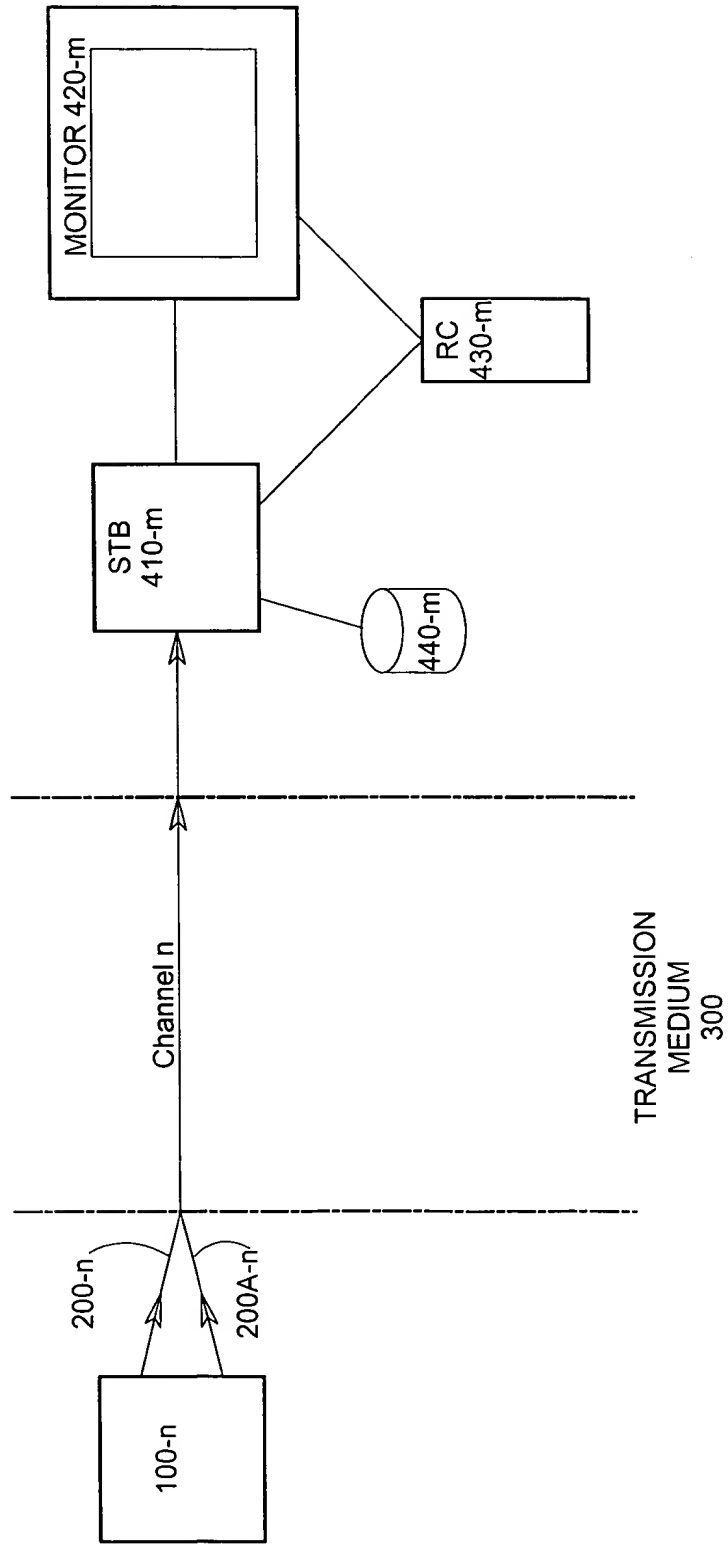 100-n
200-n
200A-n
Channel n
TRANSMISSION
MEDIUM
300
STB
410-m
440-m
MONITOR 420-m
RC
430-m